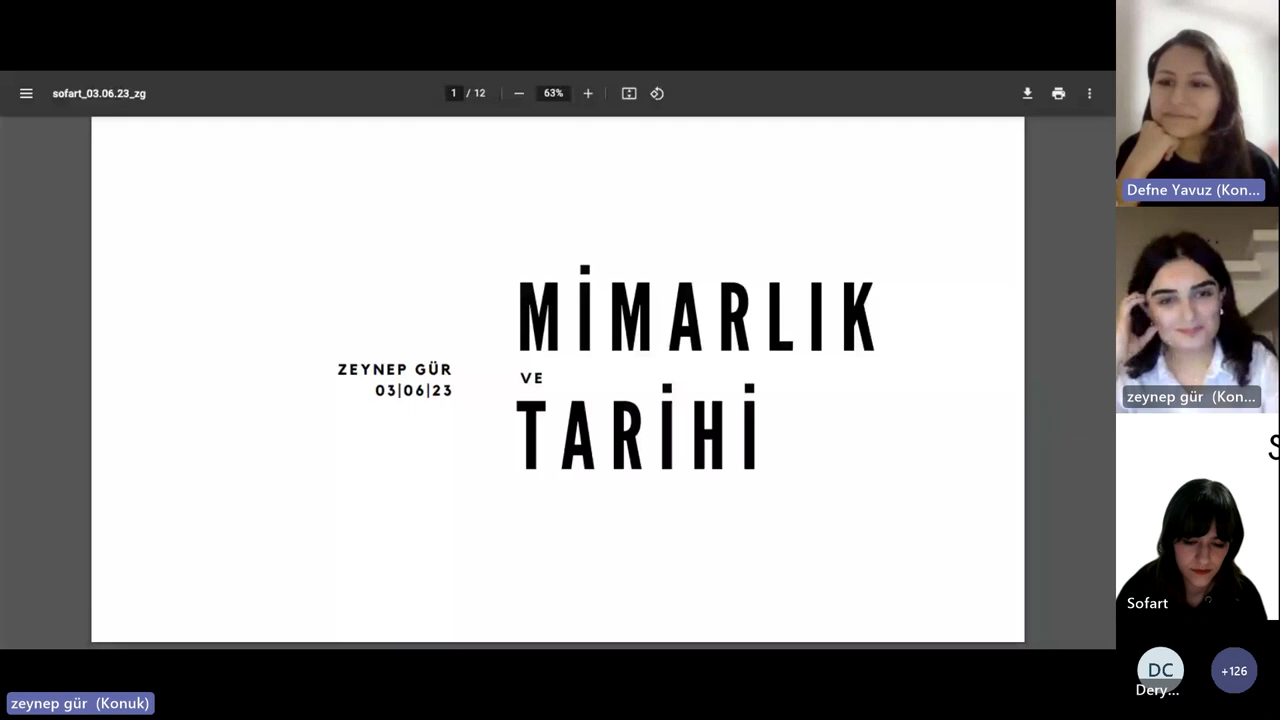 sofart_03.06.23_zg
1 / 12
63%
MİMARLIK
VE
TARİHİ
ZEYNEP GÜR
03|06|23
Defne Yavuz (Kon...
zeynep gür (Kon...
S
Sofart
DC
Dery...
+126
zeynep gür (Konuk)